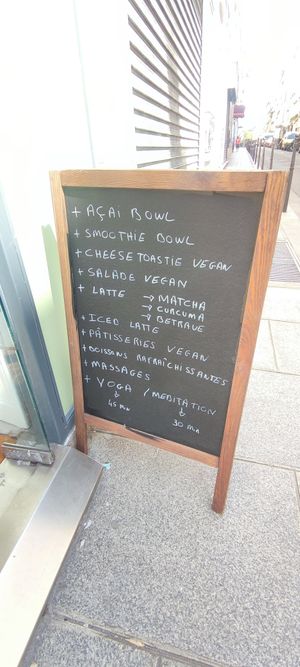 + AÇAI BOWL
+ SMOOTHIE BOWL
+ CHEESE TOASTIE VEGAN
+ SALADE VEGAN
+ LATTE → MATCHA
→ CURCUMA
→ BETRAVE
+ ICED LATTE
+ PÂTISSERIES VEGAN
+ BOISSONS RAFRAÎCHISSANTES
+ MASSAGES
+ YOGA / MEDITATION
45 MN 30 MN